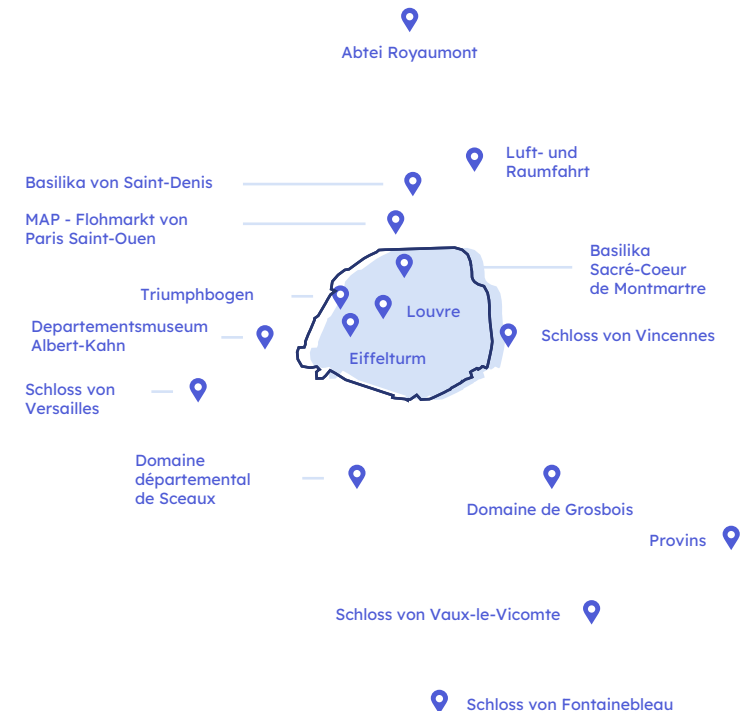 Abtei Royaumont
Luft- und
Raumfahrt
Basilika von Saint-Denis
MAP - Flohmarkt von
Paris Saint-Ouen
Basilika
Sacré-Coeur
de Montmartre
Triumphbogen
Louvre
Departementsmuseum
Albert-Kahn
Schloss von Vincennes
Eiffelturm
Schloss von
Versailles
Domaine
départemental
de Sceaux
Domaine de Grosbois
Provins
Schloss von Vaux-le-Vicomte
Schloss von Fontainebleau